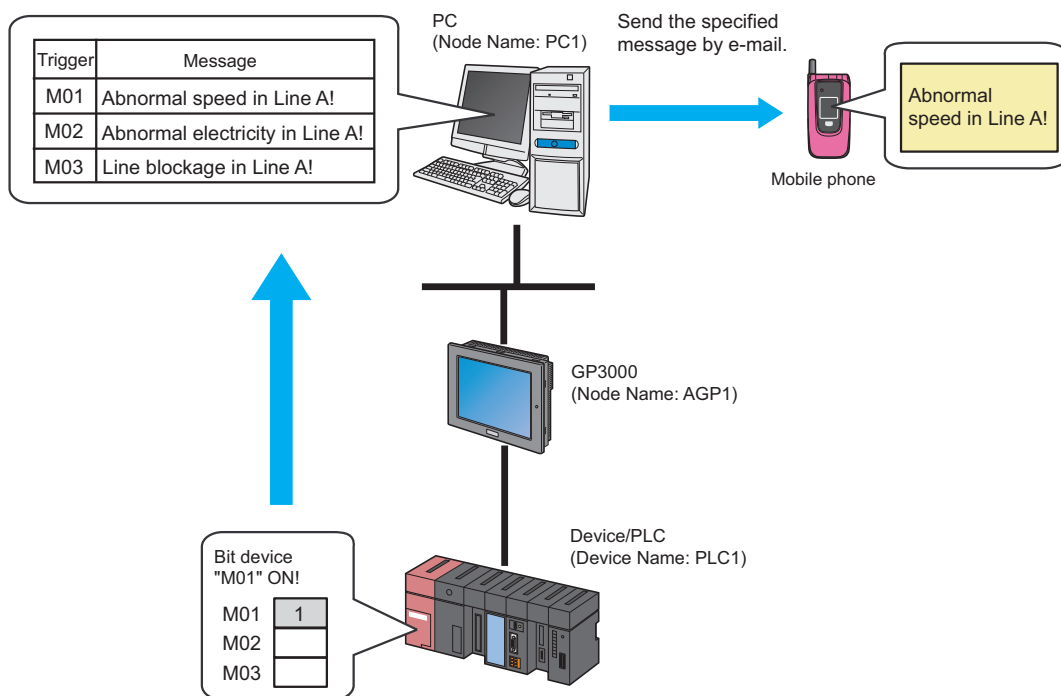 PC
(Node Name: PC1)
Send the specified
message by e-mail.
Trigger Message
M01 Abnormal speed in Line A!
M02 Abnormal electricity in Line A!
M03 Line blockage in Line A!
Abnormal
speed in Line A!
Mobile phone
GP3000
(Node Name: AGP1)
Device/PLC
(Device Name: PLC1)
Bit device
"M01" ON!
M01 1
M02
M03